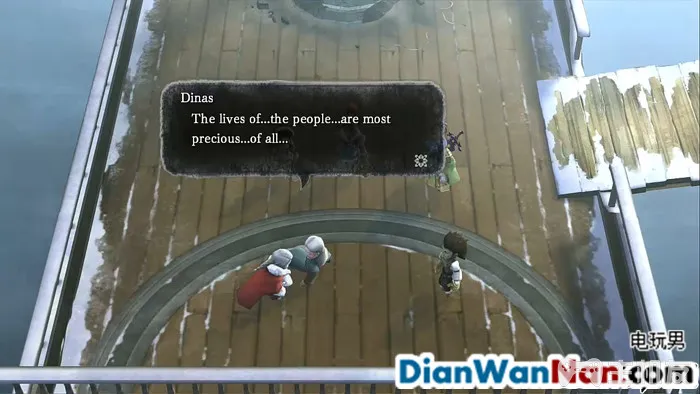 Dinas
The lives of...the people...are most
precious...of all...
电玩男
DianWanNan.com